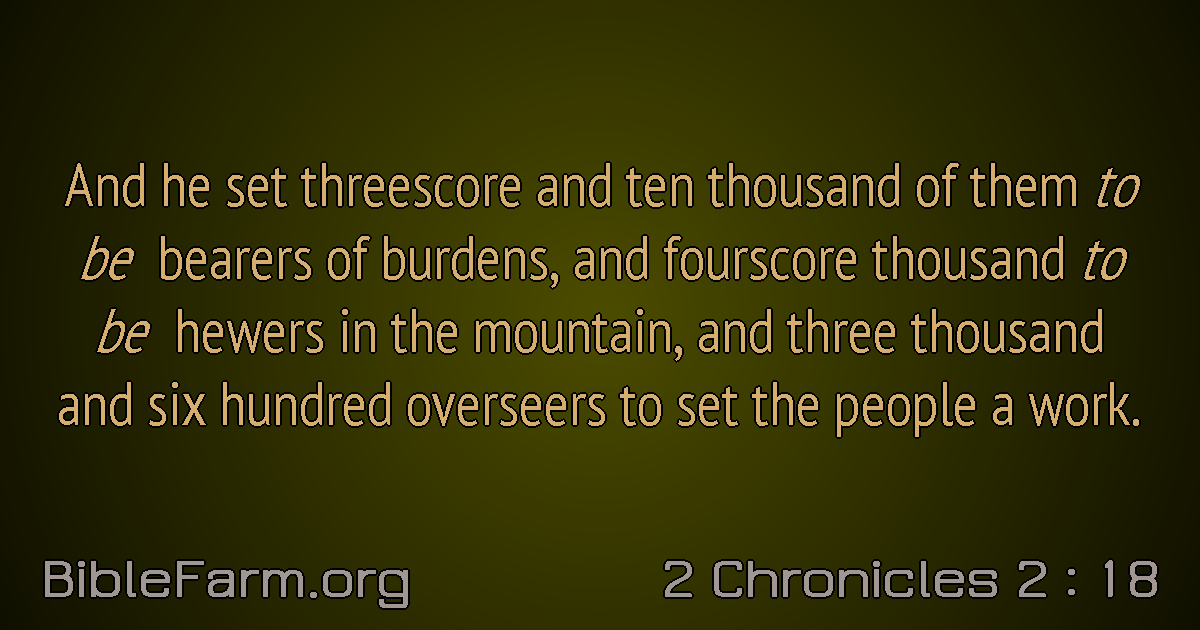 And he set threescore and ten thousand of them to
be bearers of burdens, and fourscore thousand to
be hewers in the mountain, and three thousand
and six hundred overseers to set the people a work.
BibleFarm.org
2 Chronicles 2 : 18